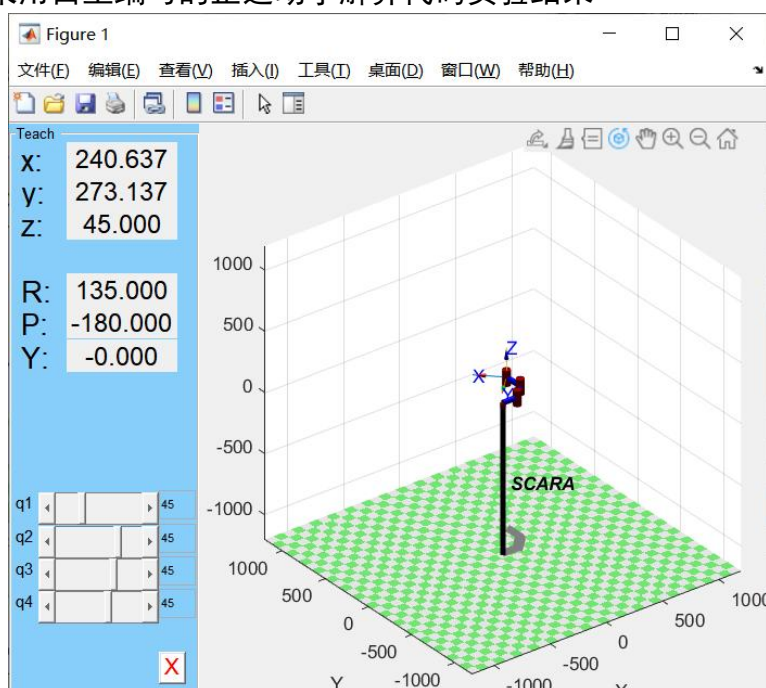 Figure 1
文件(F) 编辑(E) 查看(V) 插入(I) 工具(T) 桌面(D) 窗口(W) 帮助(H)
Teach
x: 240.637
y: 273.137
z: 45.000
R: 135.000
P: -180.000
Y: -0.000
q1 45
q2 45
q3 45
q4 45
X
1000
500
0
-500
-1000
Z
X
Y
SCARA
1000
500
0
-500
-1000
Y
-1000
-500
0
500
1000